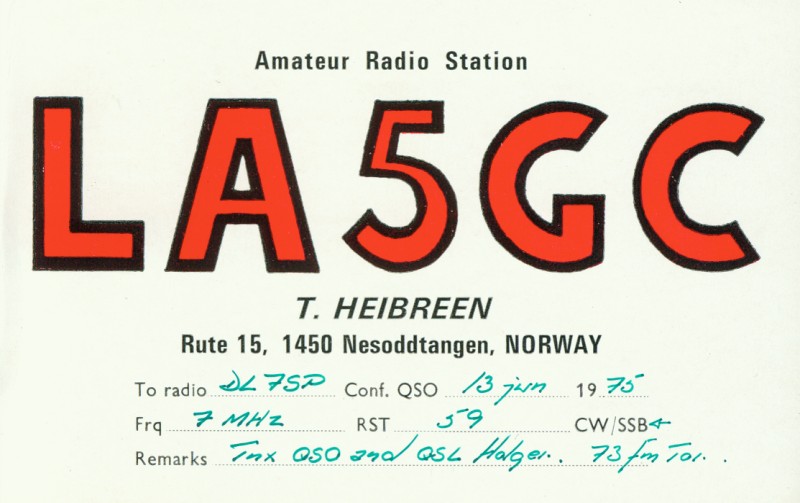 Amateur Radio Station
LA5GC
T. HEIBREEN
Rute 15, 1450 Nesoddtangen, NORWAY
To radio DL7SP Conf. QSO 13 jun 1975
Frq 7 MHz RST 59 CW/SSB
Remarks Tnx QSO and QSL Holger. 73 fm Tor.